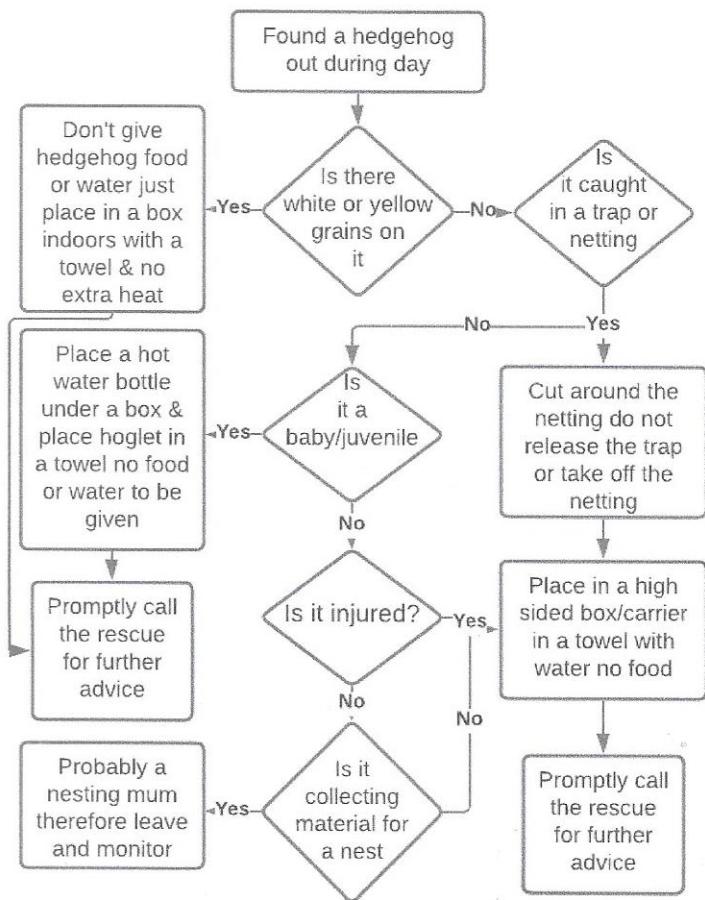 Found a hedgehog
out during day
Is there
white or yellow
grains on
it
Yes
Don't give
hedgehog food
or water just
place in a box
indoors with a
towel & no
extra heat
No
Is
it caught
in a trap or
netting
No
Yes
Is
it a
baby/juvenile
Yes
Place a hot
water bottle
under a box &
place hoglet in
a towel no food
or water to be
given
Promptly call
the rescue
for further
advice
Cut around the
netting do not
release the trap
or take off the
netting
No
Is it injured?
Yes
Place in a high
sided box/carrier
in a towel with
water no food
No
No
Is it
collecting
material for
a nest
Yes
Probably a
nesting mum
therefore leave
and monitor
Promptly call
the rescue
for further
advice